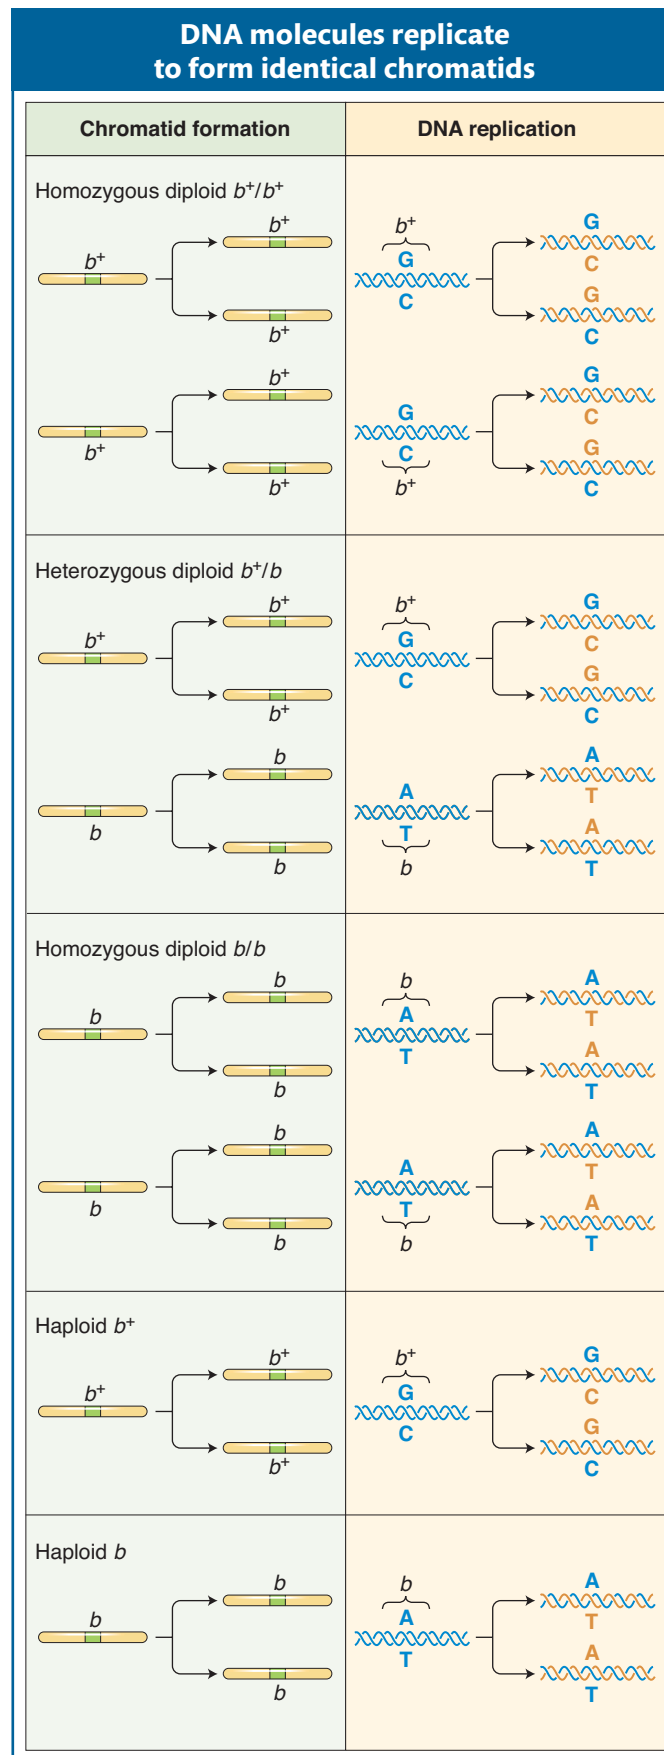 DNA molecules replicate
to form identical chromatids
Chromatid formation
DNA replication
Homozygous diploid b+/b+
b+
b+
b+
b+
G
C
G
C
G
C
b+
b+
b+
G
C
b+
G
C
G
C
Heterozygous diploid b+/b
b+
b+
b+
b+
G
C
G
C
G
C
b
b
b
A
T
b
A
T
A
T
Homozygous diploid b/b
b
b
b
b
A
T
A
T
A
T
b
b
b
A
T
b
A
T
A
T
Haploid b+
b+
b+
b+
b+
G
C
G
C
G
C
Haploid b
b
b
b
b
A
T
A
T
A
T